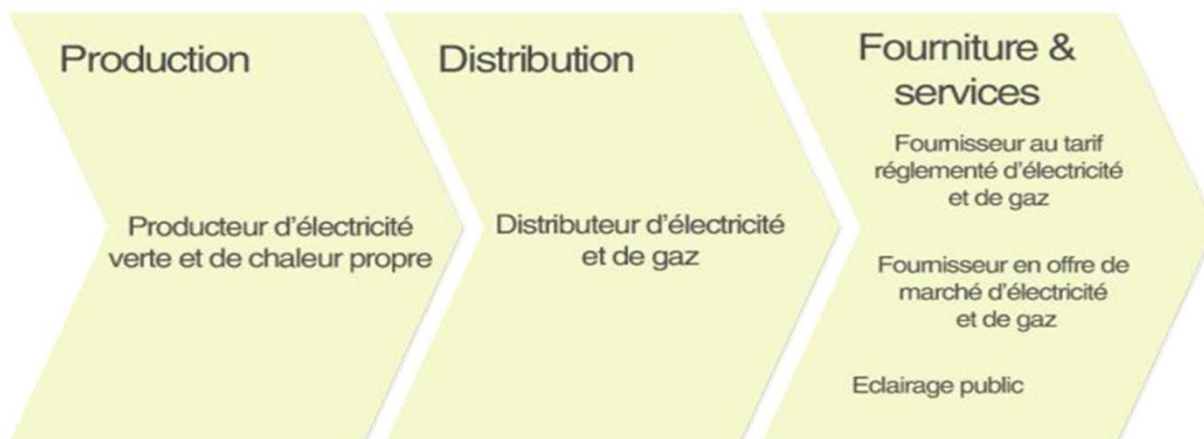 Production
Producteur d'électricité
verte et de chaleur propre
Distribution
Distributeur d'électricité
et de gaz
Fourniture &
services
Fournisseur au tarif
réglementé d'électricité
et de gaz
Fournisseur en offre de
marché d'électricité
et de gaz
Eclairage public